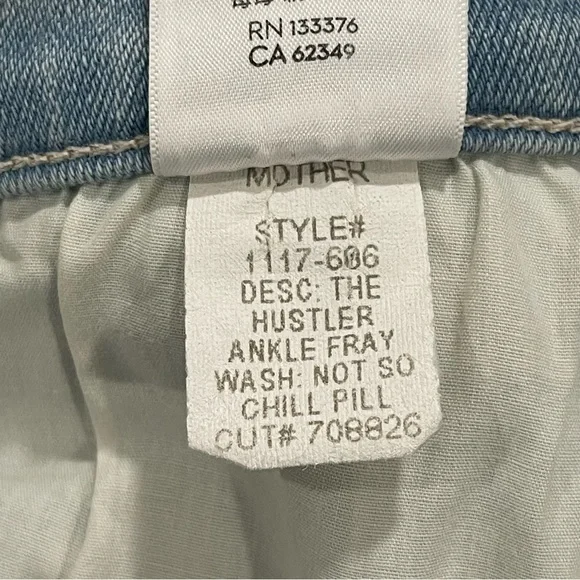 RN 133376
CA 62349
MOTHER
STYLE#
1117-606
DESC: THE
HUSTLER
ANKLE FRAY
WASH: NOT SO
CHILL PILL
CUT# 708826